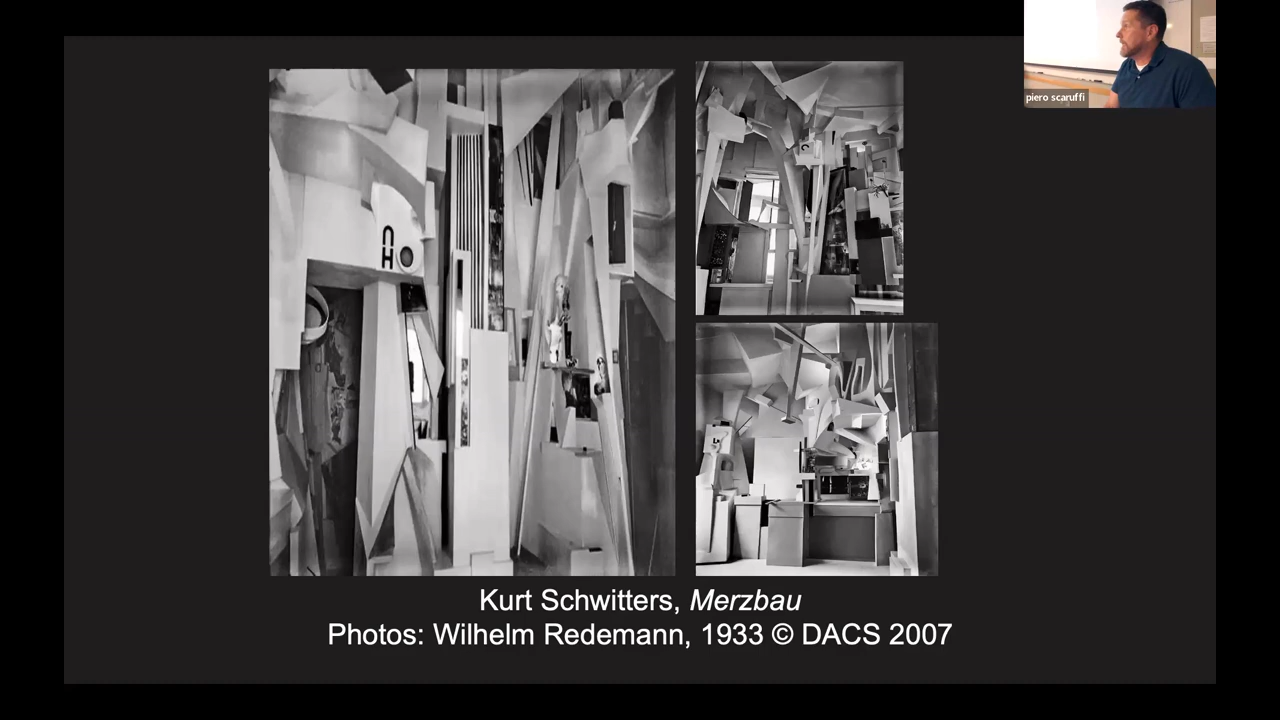 piero scaruffi
Kurt Schwitters, Merzbau
Photos: Wilhelm Redemann, 1933 © DACS 2007